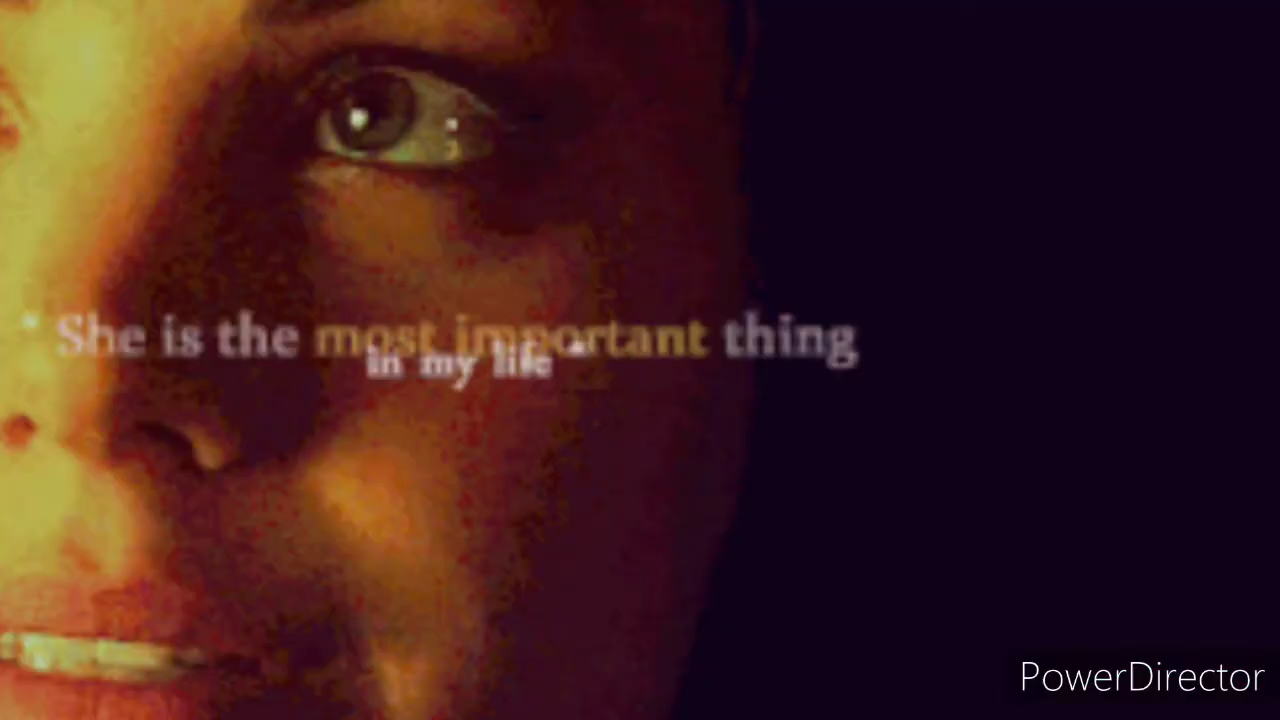 “ She is the most important thing
in my life ”
PowerDirector